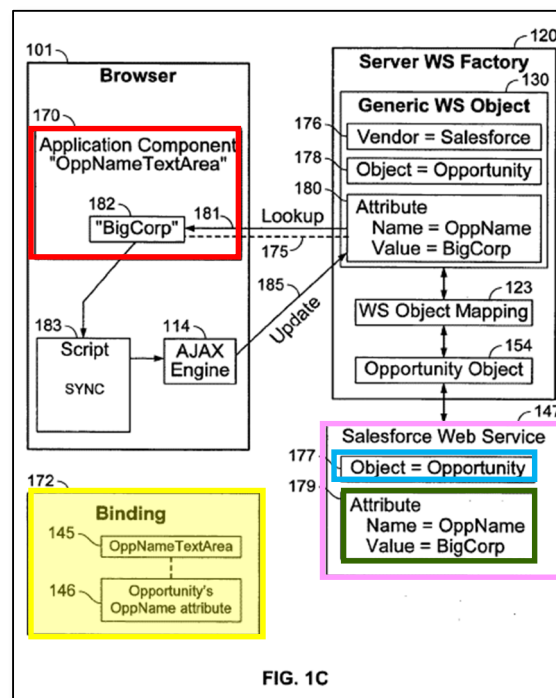 101
Browser
170
Application Component
"OppNameTextArea"
182
181
"BigCorp"
Lookup
175
185
Update
183
Script
SYNC
114
AJAX
Engine
120
Server WS Factory
130
Generic WS Object
176
Vendor = Salesforce
178
Object = Opportunity
180
Attribute
Name = OppName
Value = BigCorp
123
WS Object Mapping
154
Opportunity Object
147
Salesforce Web Service
177
Object = Opportunity
179
Attribute
Name = OppName
Value = BigCorp
172
Binding
145
OppNameTextArea
146
Opportunity's
OppName attribute
FIG. 1C